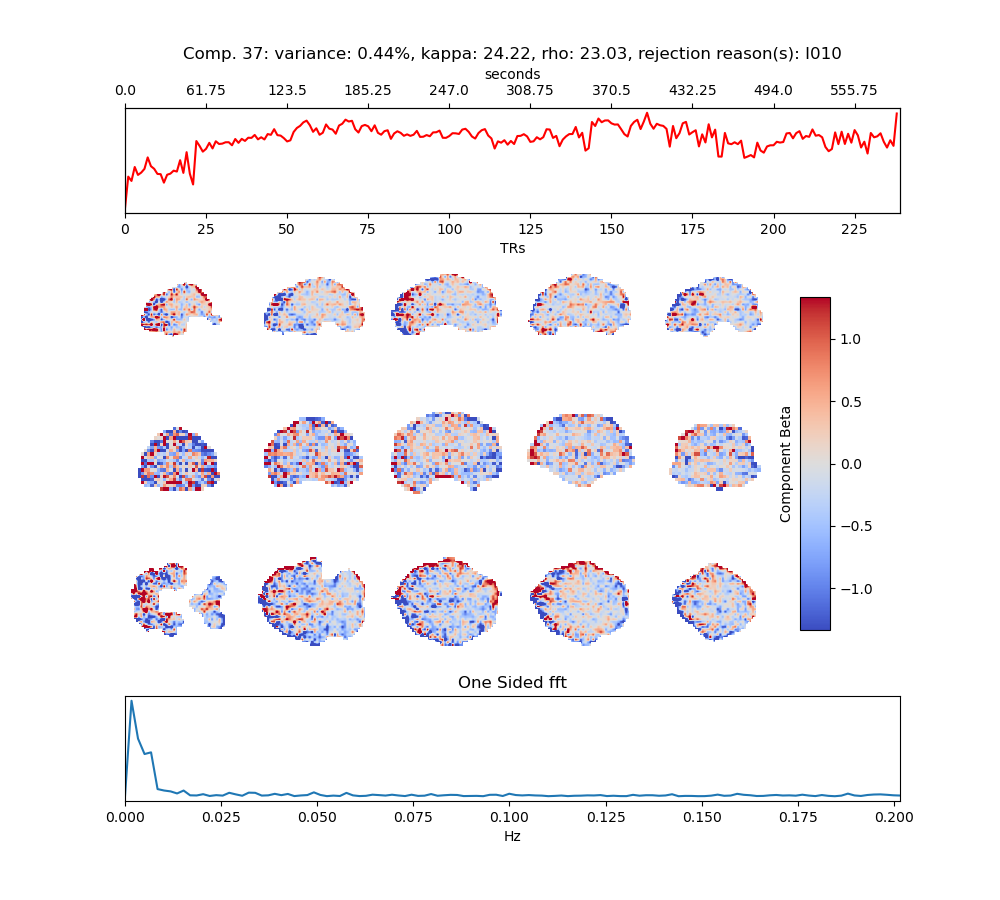 Comp. 37: variance: 0.44%, kappa: 24.22, rho: 23.03, rejection reason(s): I010
seconds
0.0 61.75 123.5 185.25 247.0 308.75 370.5 432.25 494.0 555.75
0 25 50 75 100 125 150 175 200 225
TRs
1.0
0.5
0.0
−0.5
−1.0
Component Beta
One Sided fft
0.000 0.025 0.050 0.075 0.100 0.125 0.150 0.175 0.200
Hz